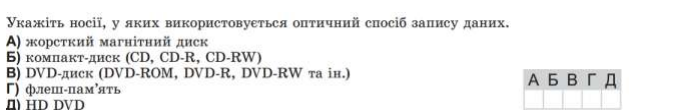 Укажіть носії, у яких використовується оптичний спосіб запису даних.
А) жорсткий магнітний диск
Б) компакт-диск (CD, CD-R, CD-RW)
В) DVD-диск (DVD-ROM, DVD-R, DVD-RW та ін.)
Г) флеш-пам'ять
Д) HD DVD
А Б В Г Д